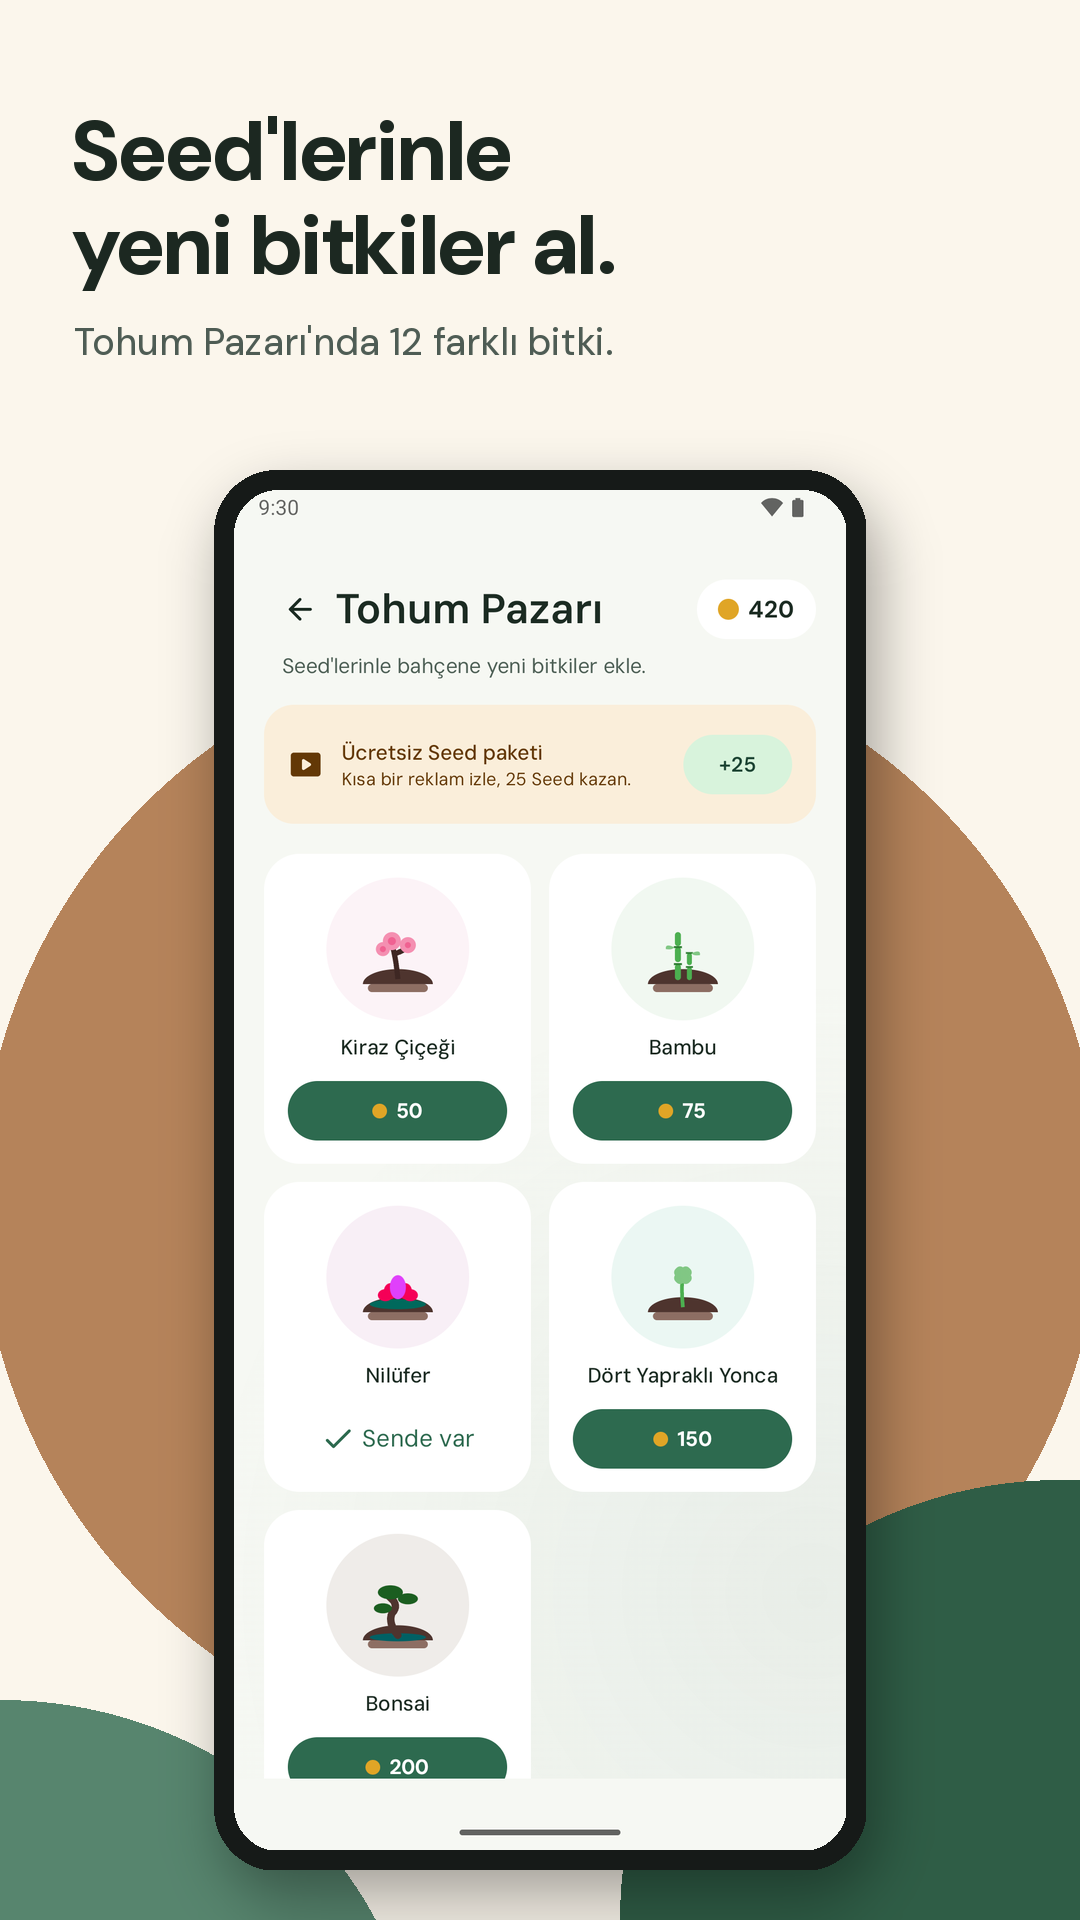 Seed'lerinle
yeni bitkiler al.
Tohum Pazarı'nda 12 farklı bitki.
9:30
Tohum Pazarı
420
Seed'lerinle bahçene yeni bitkiler ekle.
Ücretsiz Seed paketi
Kısa bir reklam izle, 25 Seed kazan.
+25
Kiraz Çiçeği
50
Bambu
75
Nilüfer
Sende var
Dört Yapraklı Yonca
150
Bonsai
200